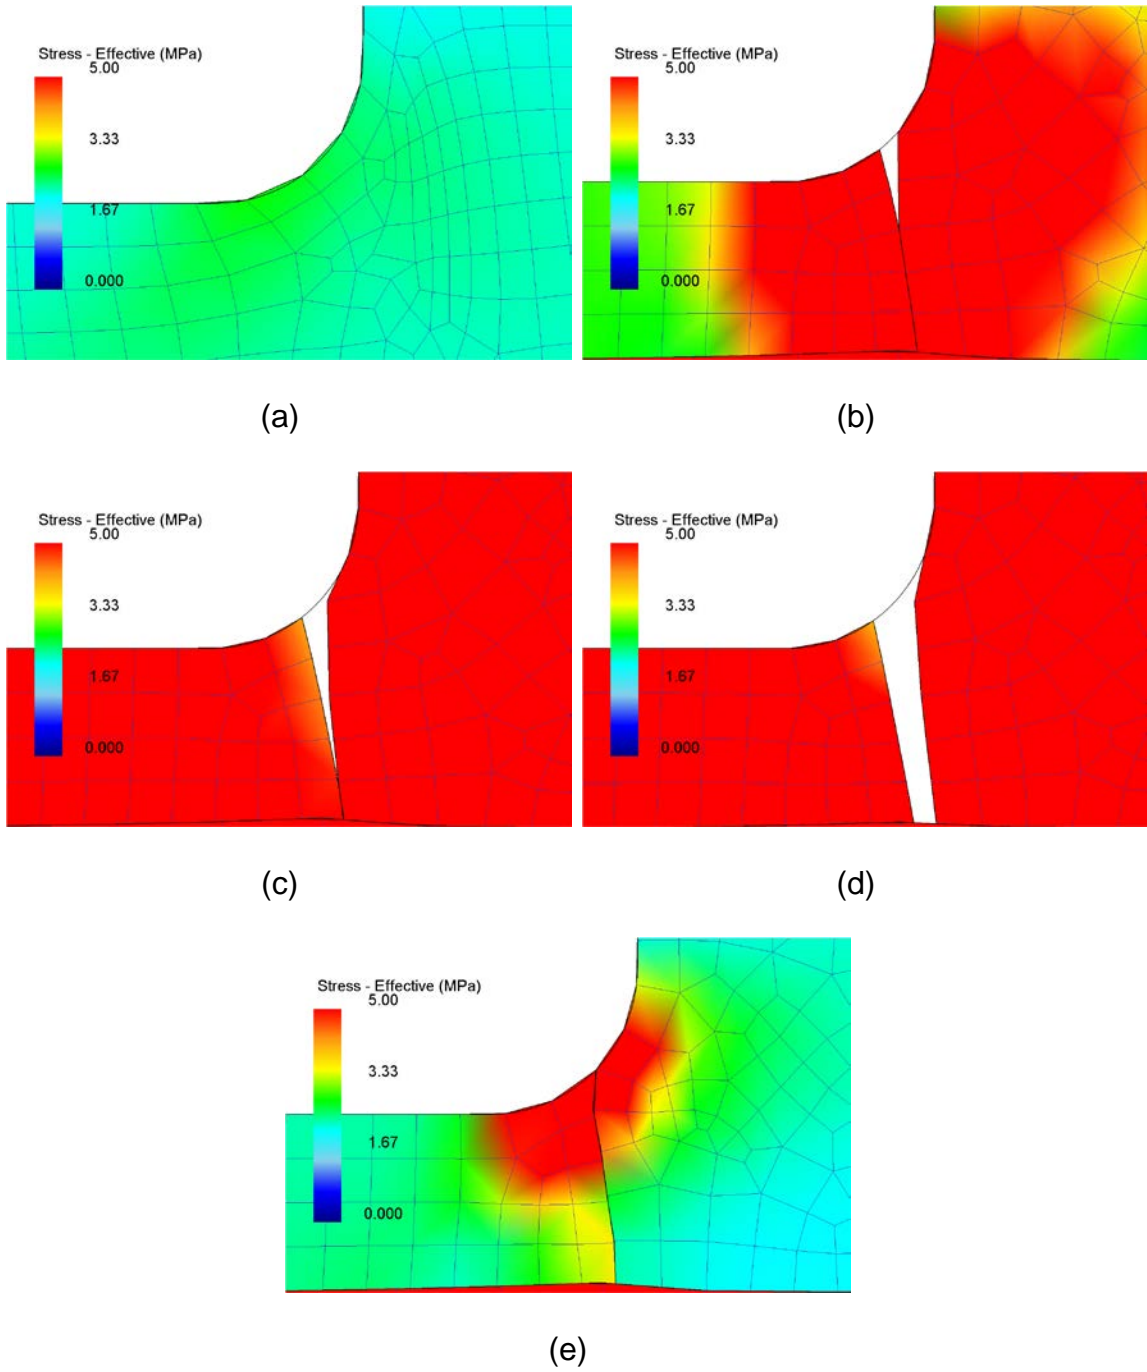 Stress - Effective (MPa)
5.00
3.33
1.67
0.000
(a)
Stress - Effective (MPa)
5.00
3.33
1.67
0.000
(b)
Stress - Effective (MPa)
5.00
3.33
1.67
0.000
(c)
Stress - Effective (MPa)
5.00
3.33
1.67
0.000
(d)
Stress - Effective (MPa)
5.00
3.33
1.67
0.000
(e)